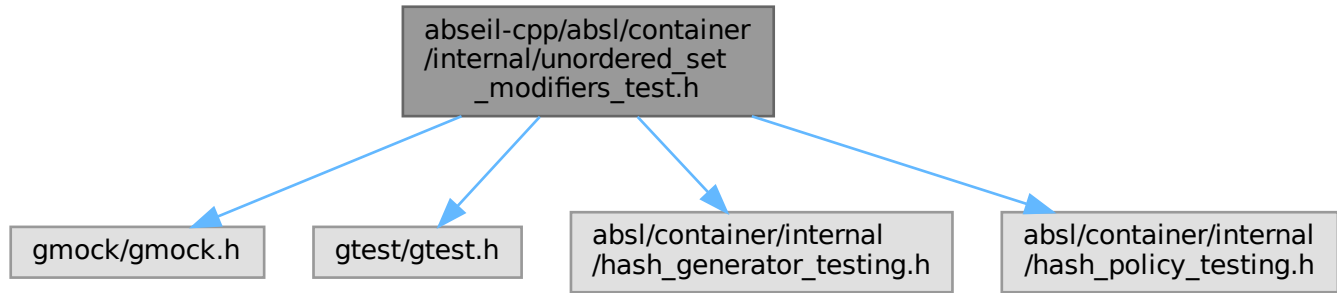 abseil-cpp/absl/container
/internal/unordered_set
_modifiers_test.h
gmock/gmock.h
gtest/gtest.h
absl/container/internal
/hash_generator_testing.h
absl/container/internal
/hash_policy_testing.h